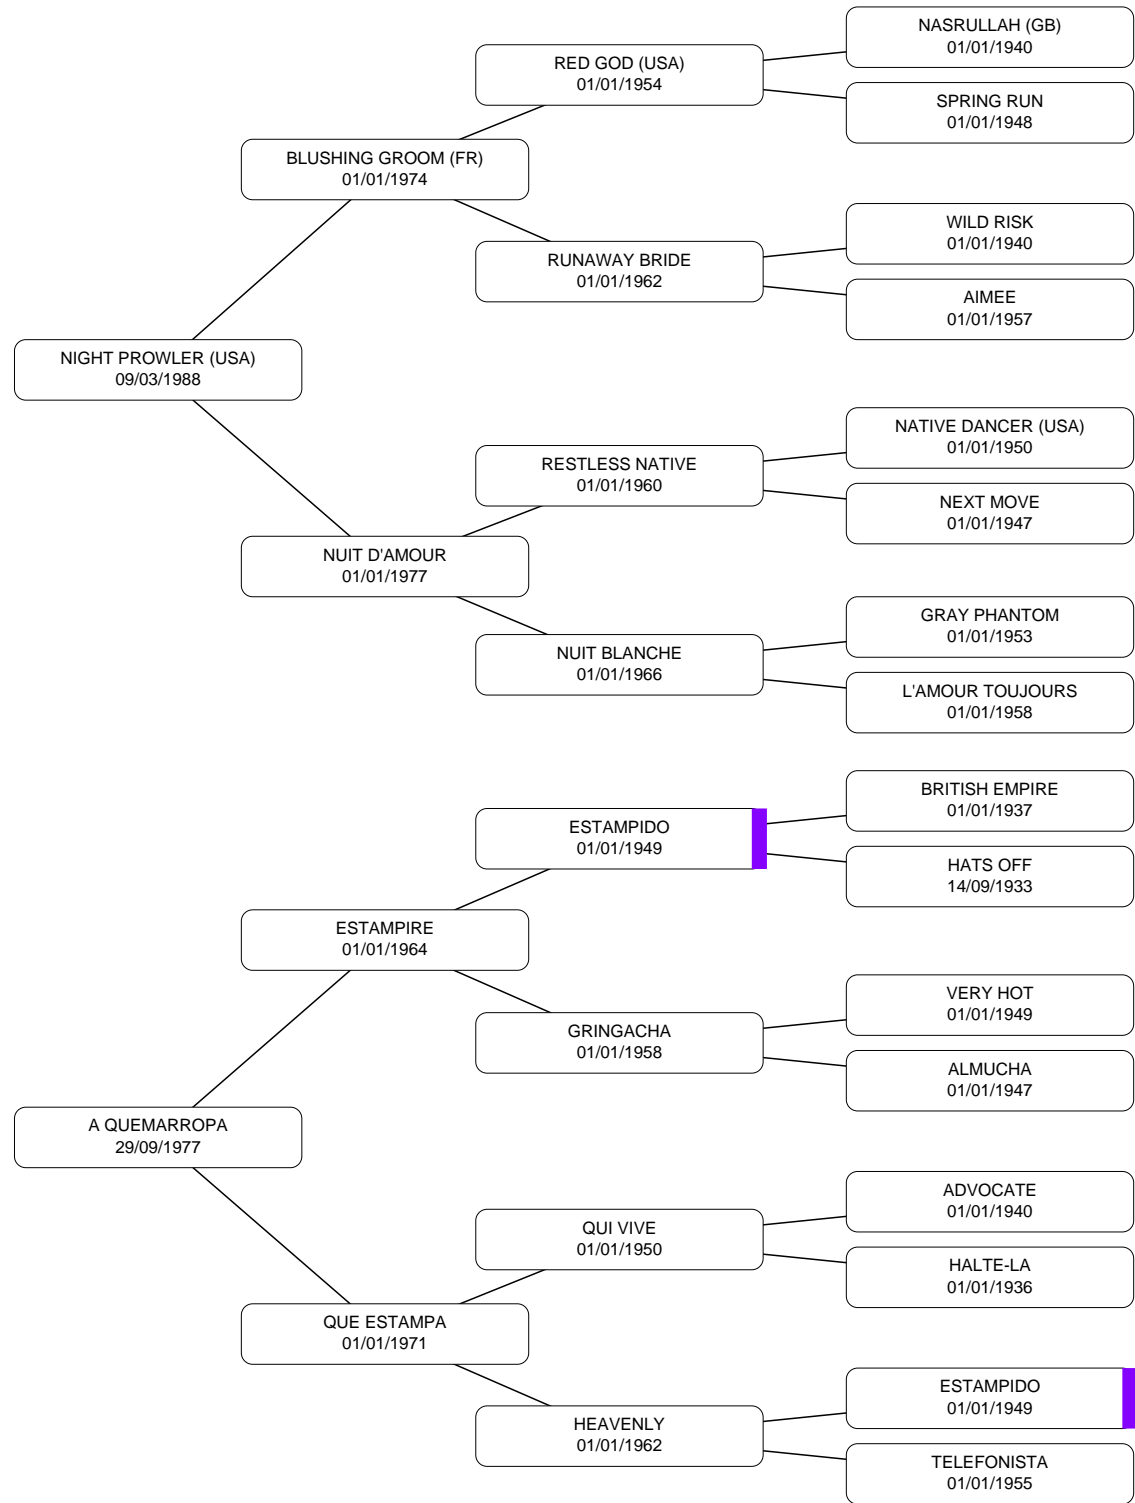 NASRULLAH (GB)
01/01/1940
RED GOD (USA)
01/01/1954
SPRING RUN
01/01/1948
BLUSHING GROOM (FR)
01/01/1974
WILD RISK
01/01/1940
RUNAWAY BRIDE
01/01/1962
AIMEE
01/01/1957
NIGHT PROWLER (USA)
09/03/1988
NATIVE DANCER (USA)
01/01/1950
RESTLESS NATIVE
01/01/1960
NEXT MOVE
01/01/1947
NUIT D'AMOUR
01/01/1977
GRAY PHANTOM
01/01/1953
NUIT BLANCHE
01/01/1966
L'AMOUR TOUJOURS
01/01/1958
BRITISH EMPIRE
01/01/1937
ESTAMPIDO
01/01/1949
HATS OFF
14/09/1933
ESTAMPIRE
01/01/1964
VERY HOT
01/01/1949
GRINGACHA
01/01/1958
ALMUCHA
01/01/1947
A QUEMARROPA
29/09/1977
ADVOCATE
01/01/1940
QUI VIVE
01/01/1950
HALTE-LA
01/01/1936
QUE ESTAMPA
01/01/1971
ESTAMPIDO
01/01/1949
HEAVENLY
01/01/1962
TELEFONISTA
01/01/1955